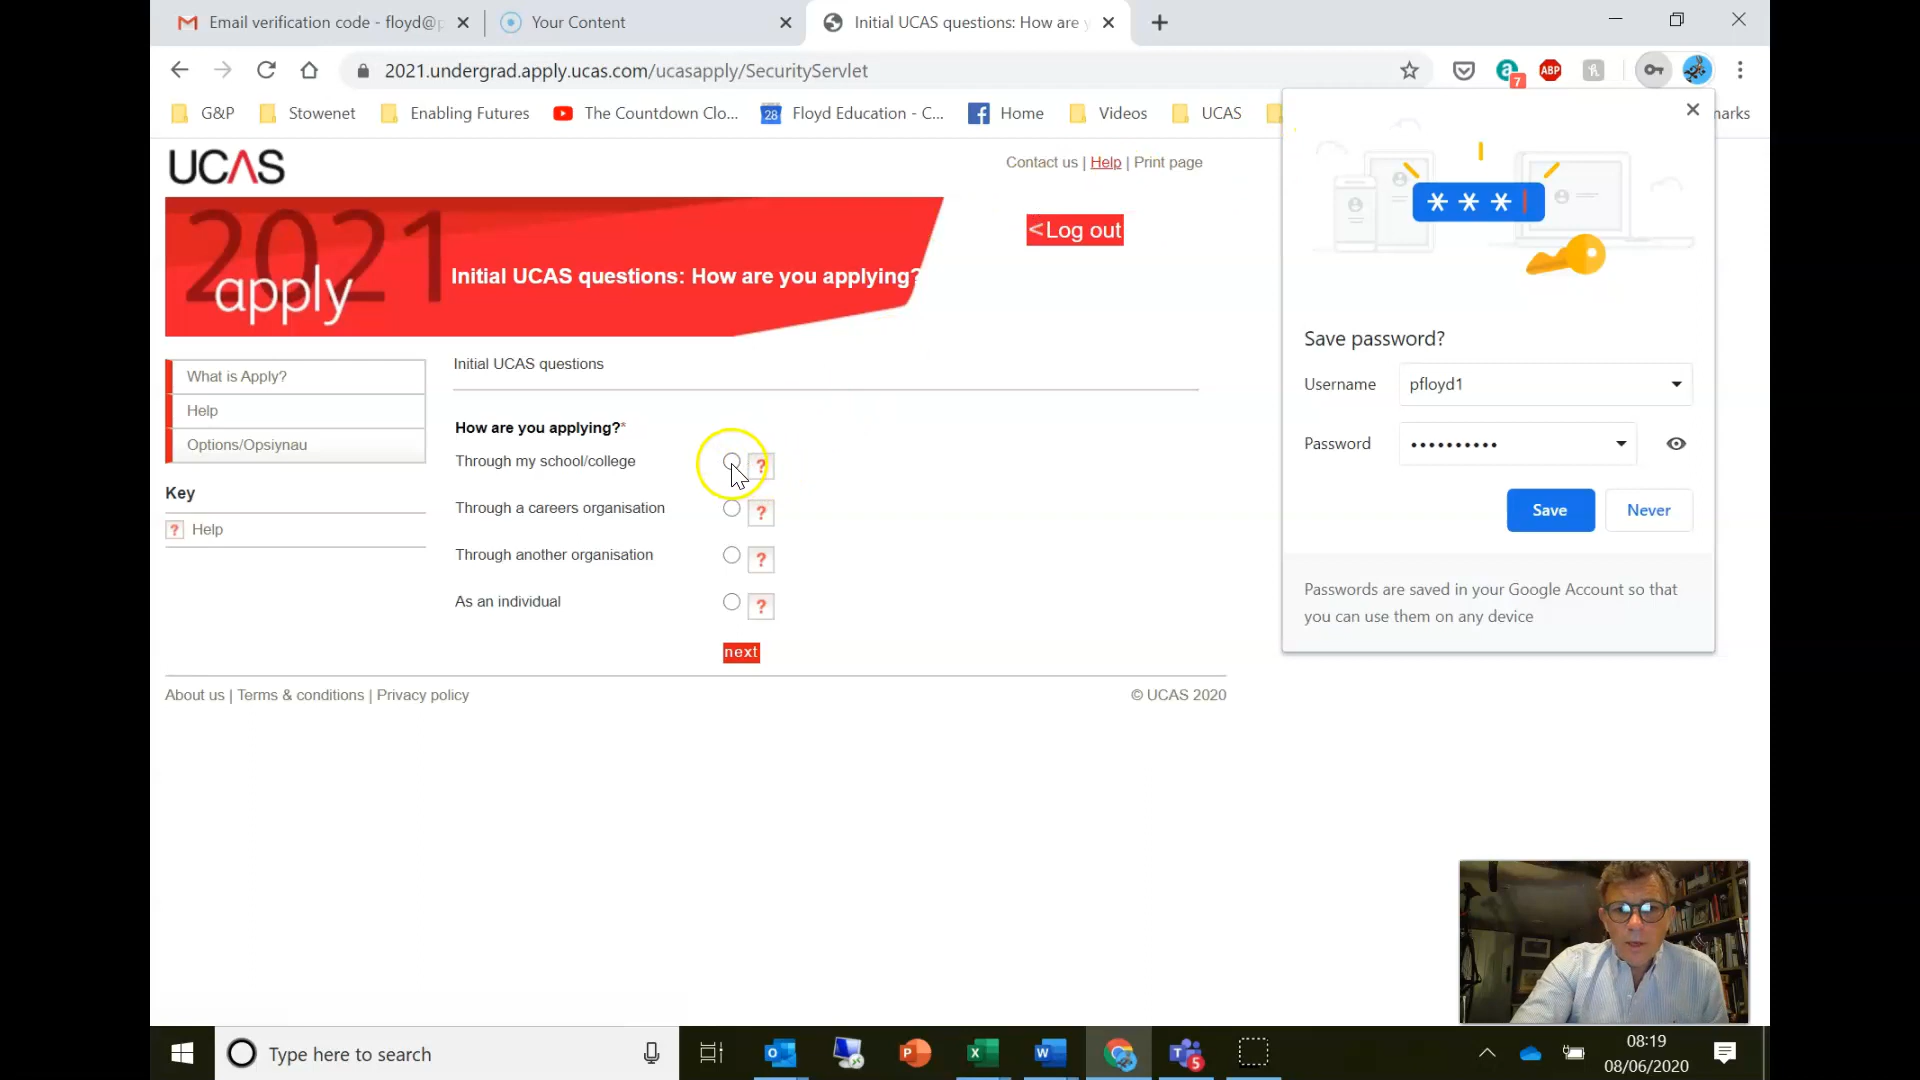 Email verification code - floyd@p
Your Content
Initial UCAS questions: How are y
2021.undergrad.apply.ucas.com/ucasapply/SecurityServlet
7
ABP
G&P
Stowenet
Enabling Futures
The Countdown Clo...
28
Floyd Education - C...
Home
Videos
UCAS
marks
UCAS
Contact us | Help | Print page
2021
apply
Initial UCAS questions: How are you applying?
<Log out
What is Apply?
Help
Options/Opsiynau
Key
? Help
Initial UCAS questions
How are you applying?*
Through my school/college ?
Through a careers organisation ?
Through another organisation ?
As an individual ?
next
About us | Terms & conditions | Privacy policy
© UCAS 2020
***
Save password?
Username pfloyd1
Password ••••••••••
Save Never
Passwords are saved in your Google Account so that
you can use them on any device
Type here to search
5
08:19
08/06/2020